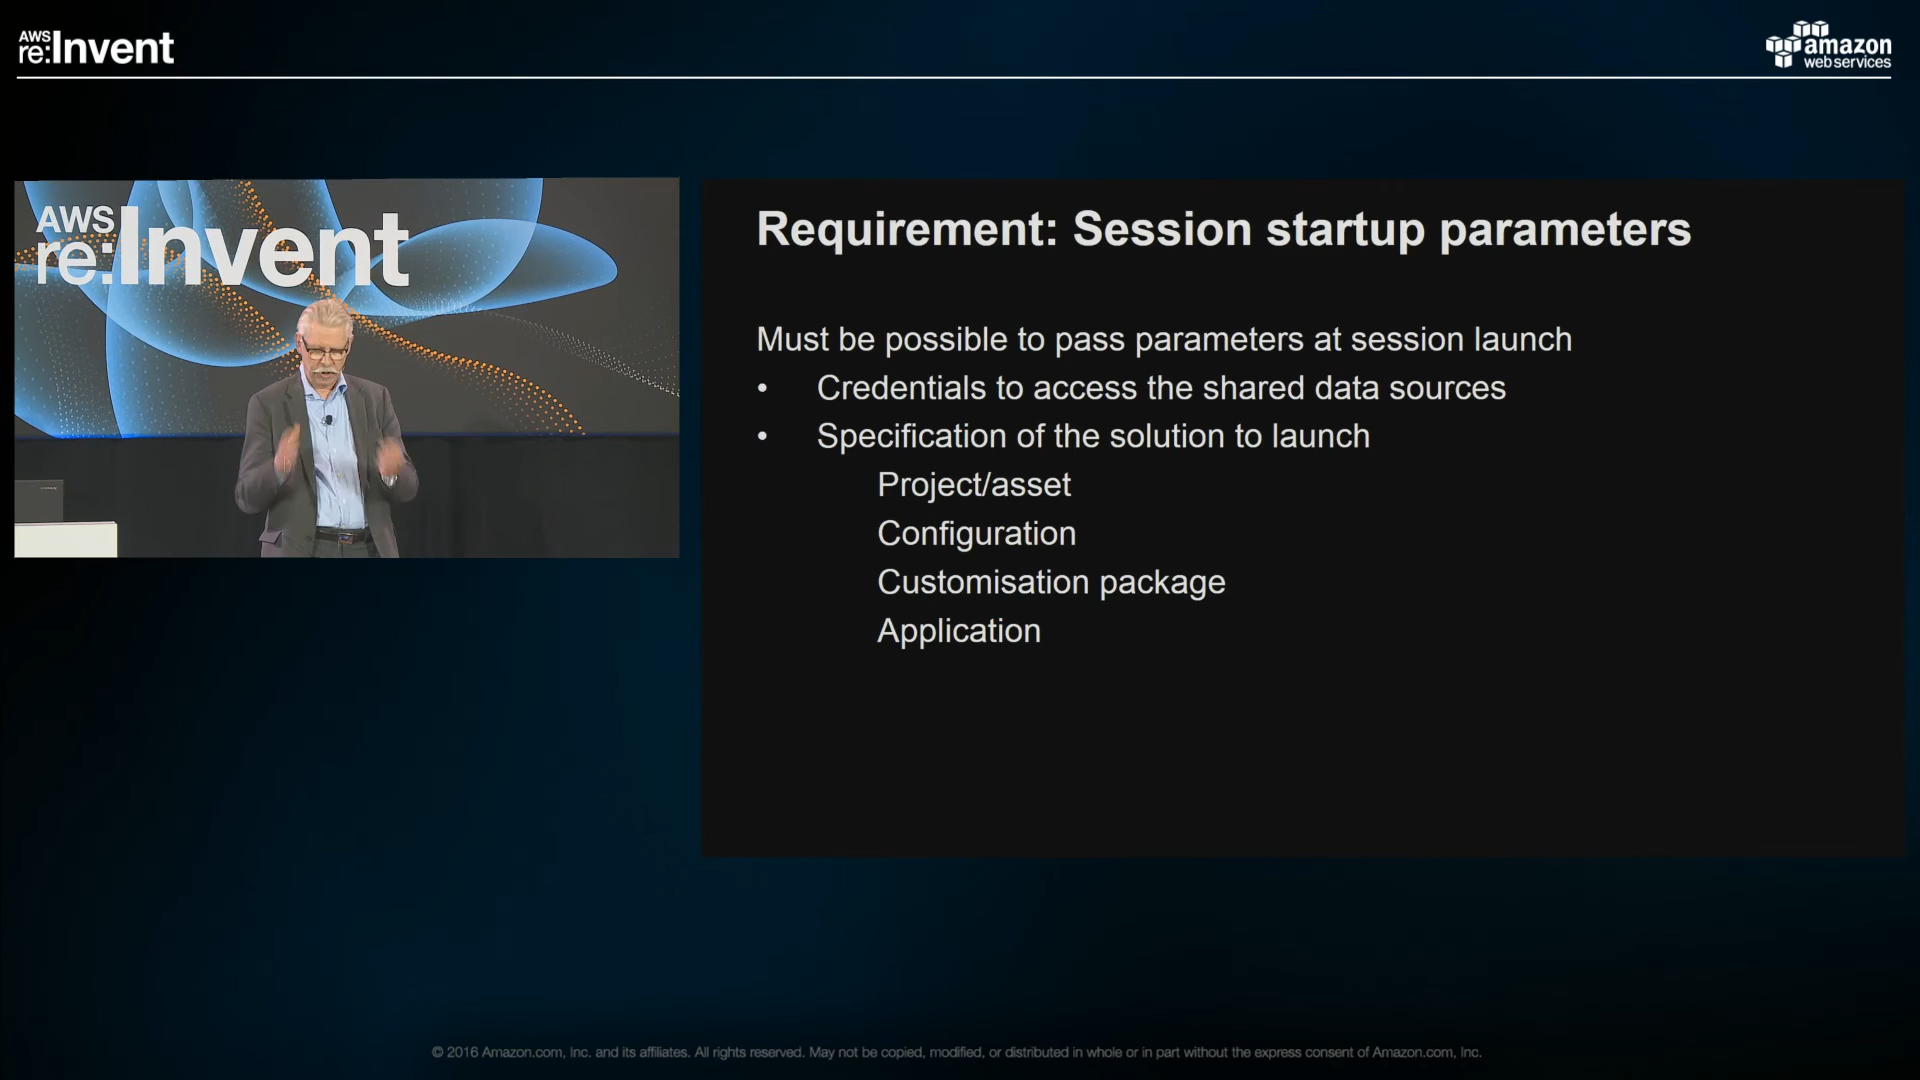 AWS
re:Invent
amazon
webservices
AWS
re:Invent
Requirement: Session startup parameters
Must be possible to pass parameters at session launch
• Credentials to access the shared data sources
• Specification of the solution to launch
Project/asset
Configuration
Customisation package
Application
© 2016 Amazon.com, Inc. and its affiliates. All rights reserved. May not be copied, modified, or distributed in whole or in part without the express consent of Amazon.com, Inc.